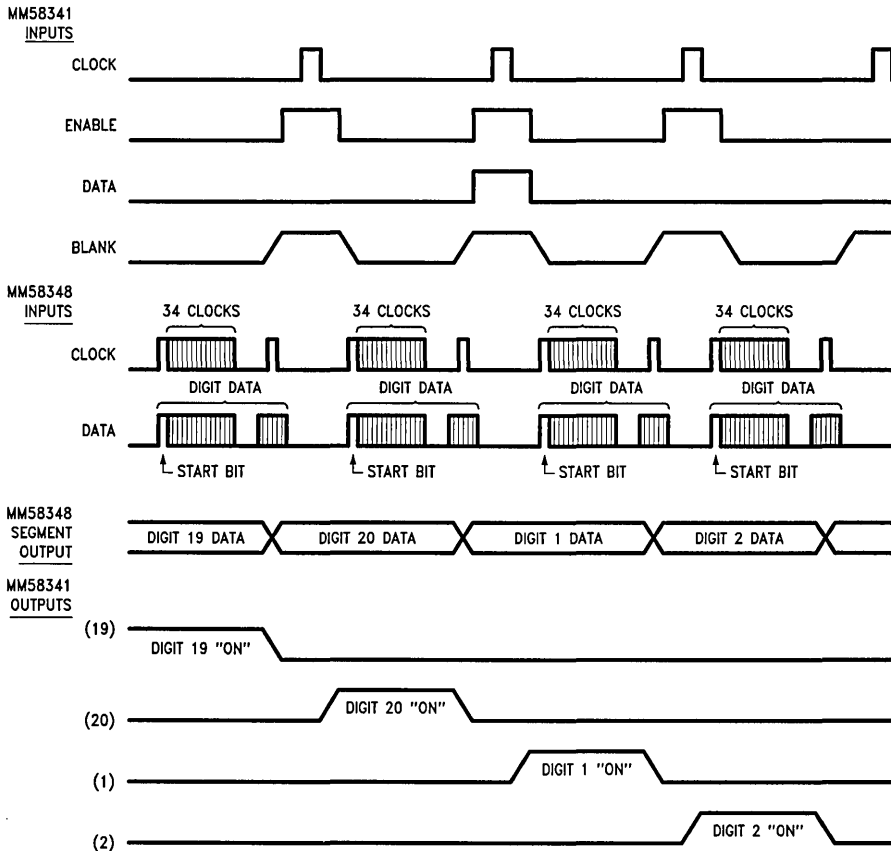 MM58341
INPUTS
CLOCK
ENABLE
DATA
BLANK
MM58348
INPUTS
34 CLOCKS 34 CLOCKS 34 CLOCKS 34 CLOCKS
CLOCK
DIGIT DATA DIGIT DATA DIGIT DATA DIGIT DATA
DATA
START BIT START BIT START BIT START BIT
MM58348
SEGMENT
OUTPUT
DIGIT 19 DATA DIGIT 20 DATA DIGIT 1 DATA DIGIT 2 DATA
MM58341
OUTPUTS
(19)
DIGIT 19 "ON"
(20) DIGIT 20 "ON"
(1) DIGIT 1 "ON"
(2) DIGIT 2 "ON"